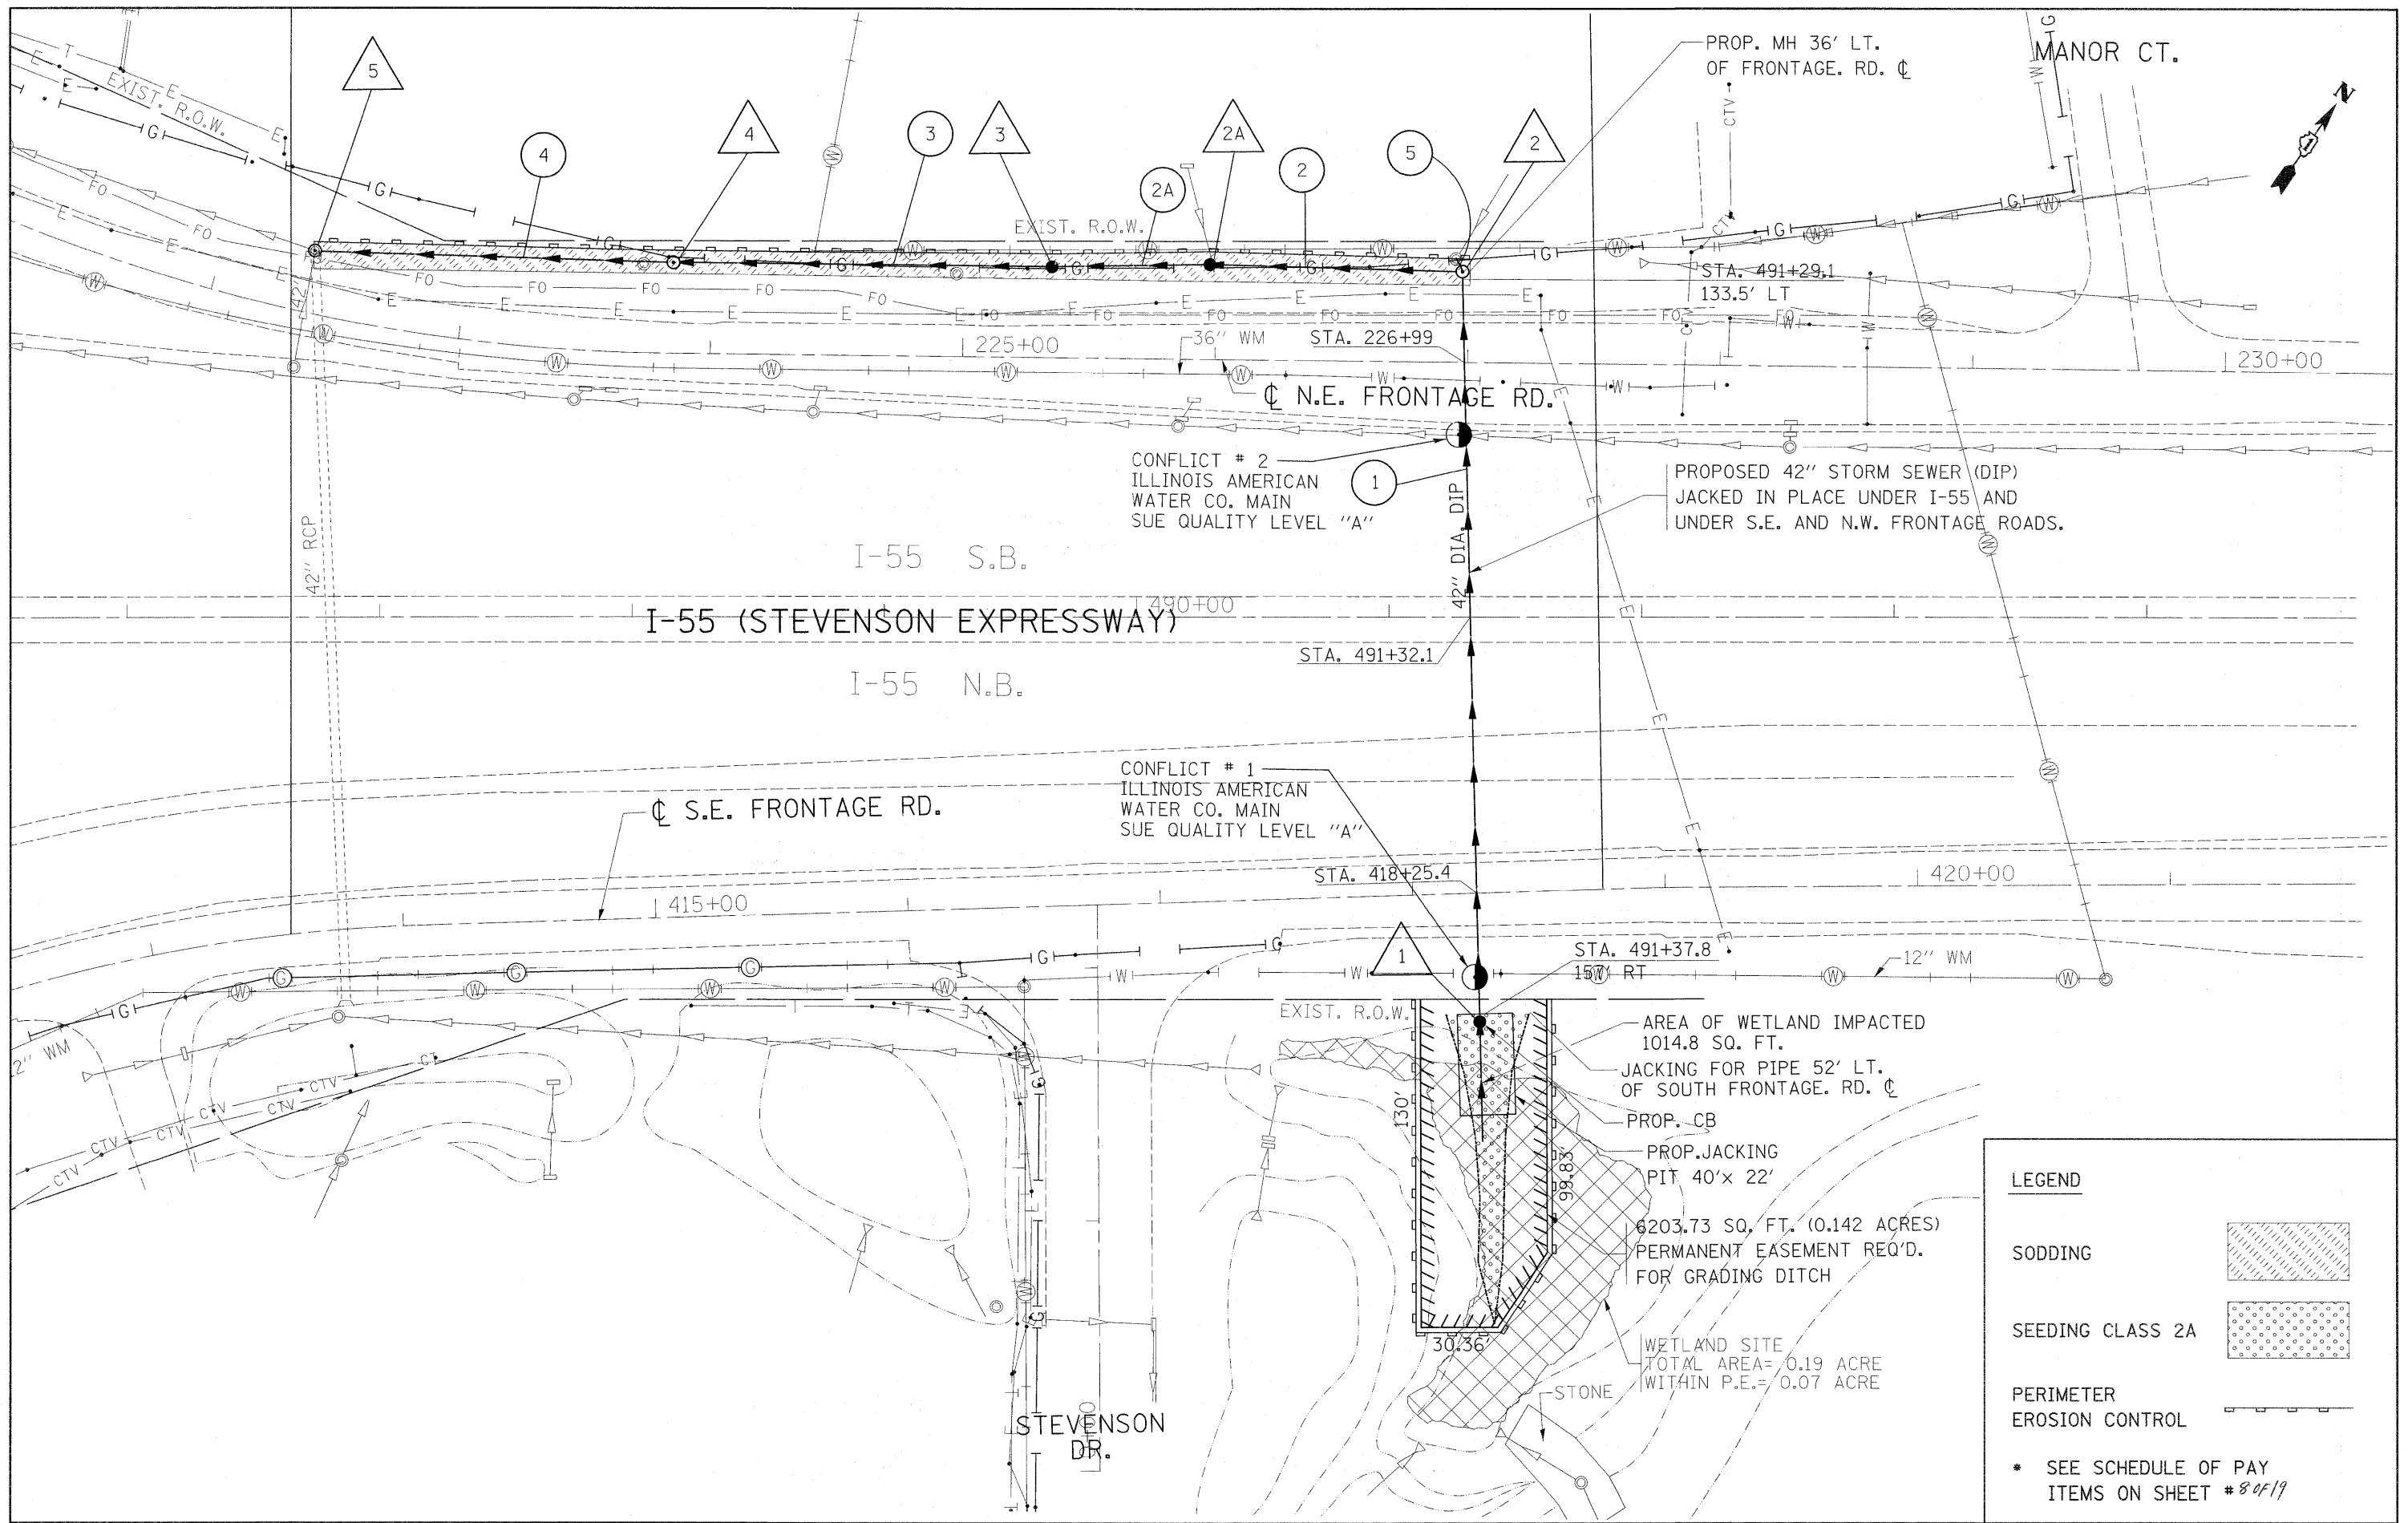 PROP. MH 36' LT.
OF FRONTAGE. RD. ℄
MANOR CT.
N
EXIST. R.O.W.
5
4
4
3
3
2A
2A
2
5
2
EXIST. R.O.W.
STA. 491+29.1
133.5' LT
42"
225+00
36" WM
STA. 226+99
230+00
℄ N.E. FRONTAGE RD.
CONFLICT # 2
ILLINOIS AMERICAN
WATER CO. MAIN
SUE QUALITY LEVEL "A"
1
42" DIA. DIP
PROPOSED 42" STORM SEWER (DIP)
JACKED IN PLACE UNDER I-55 AND
UNDER S.E. AND N.W. FRONTAGE ROADS.
42" RCP
I-55 S.B.
490+00
I-55 (STEVENSON EXPRESSWAY)
STA. 491+32.1
I-55 N.B.
CONFLICT # 1
ILLINOIS AMERICAN
WATER CO. MAIN
SUE QUALITY LEVEL "A"
℄ S.E. FRONTAGE RD.
STA. 418+25.4
420+00
415+00
1
STA. 491+37.8
157' RT
12" WM
EXIST. R.O.W.
2" WM
AREA OF WETLAND IMPACTED
1014.8 SQ. FT.
JACKING FOR PIPE 52' LT.
OF SOUTH FRONTAGE. RD. ℄
PROP. CB
130'
99.83'
PROP.JACKING
PIT 40'x 22'
6203.73 SQ. FT. (0.142 ACRES)
PERMANENT EASEMENT REQ'D.
FOR GRADING DITCH
30.36'
WETLAND SITE
TOTAL AREA= 0.19 ACRE
WITHIN P.E.= 0.07 ACRE
STONE
STEVENSON
DR.
LEGEND
SODDING
SEEDING CLASS 2A
PERIMETER
EROSION CONTROL
* SEE SCHEDULE OF PAY
ITEMS ON SHEET #8 OF 19